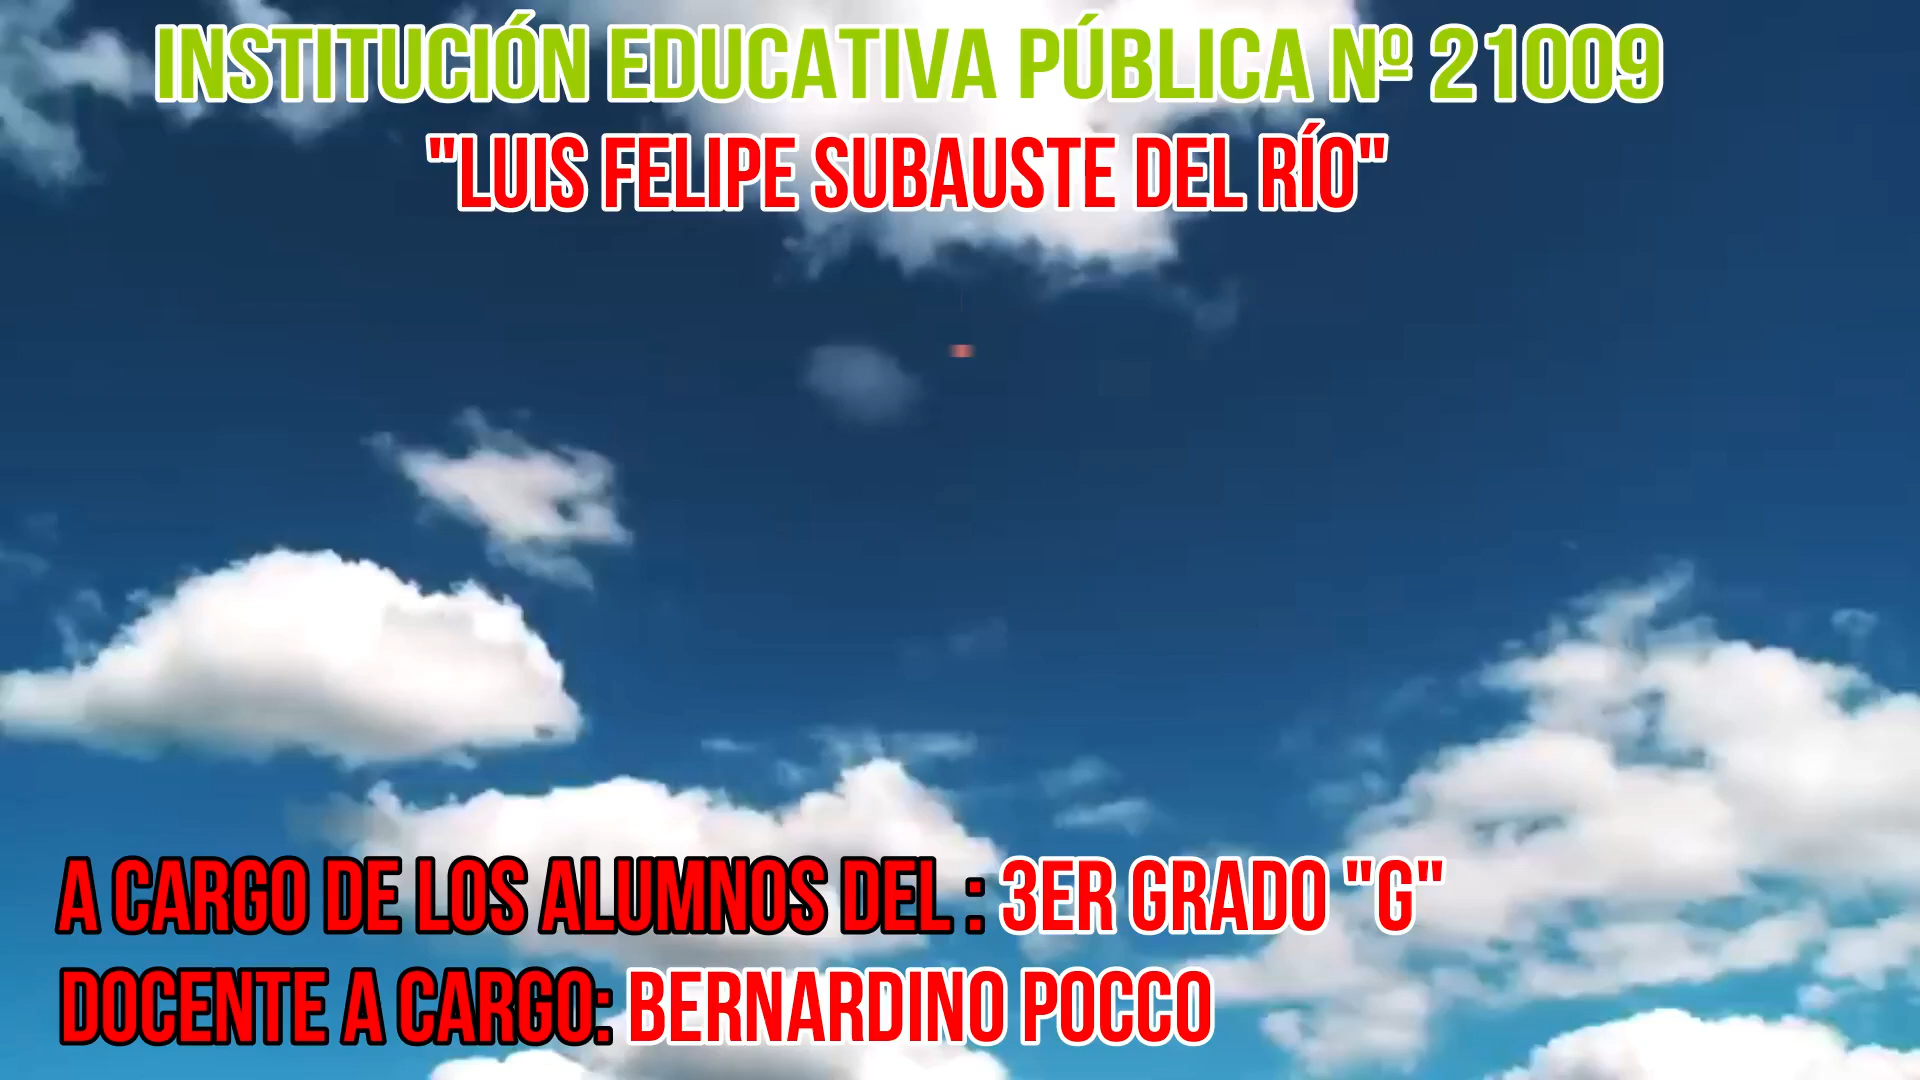 INSTITUCIÓN EDUCATIVA PÚBLICA Nº 21009
"LUIS FELIPE SUBAUSTE DEL RÍO"
A CARGO DE LOS ALUMNOS DEL : 3ER GRADO "G"
DOCENTE A CARGO: BERNARDINO POCCO